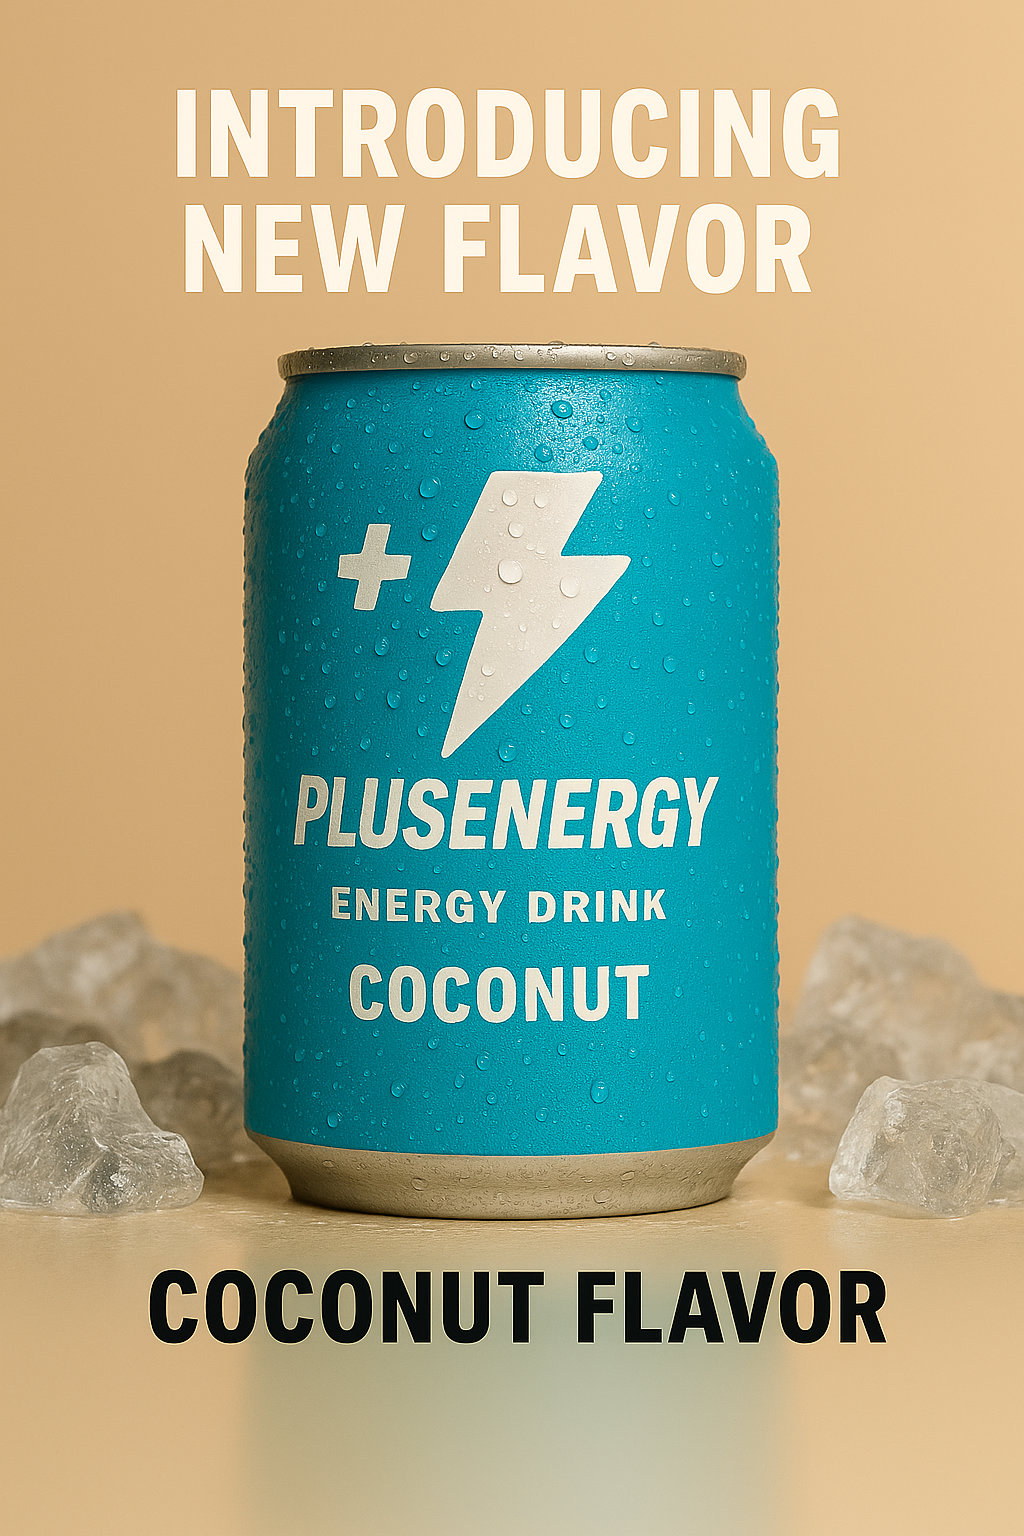 INTRODUCING
NEW FLAVOR
+
PLUSENERGY
ENERGY DRINK
COCONUT
COCONUT FLAVOR